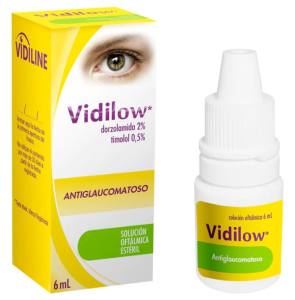 VIDILINE
Vidilow*
dorzolamida 2%
timolol 0,5%
ANTIGLAUCOMATOSO
SOLUCIÓN
OFTÁLMICA
ESTÉRIL
6 mL
solución oftálmica 6 mL
Vidilow*
Antiglaucomatoso